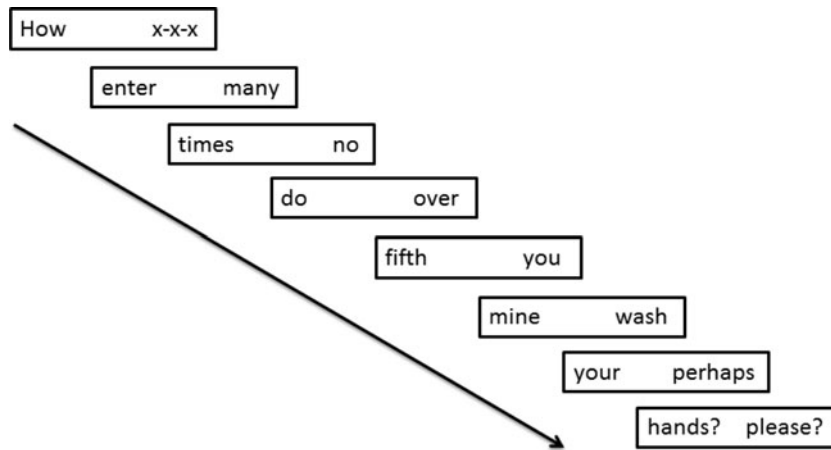 How x-x-x
enter many
times no
do over
fifth you
mine wash
your perhaps
hands? please?